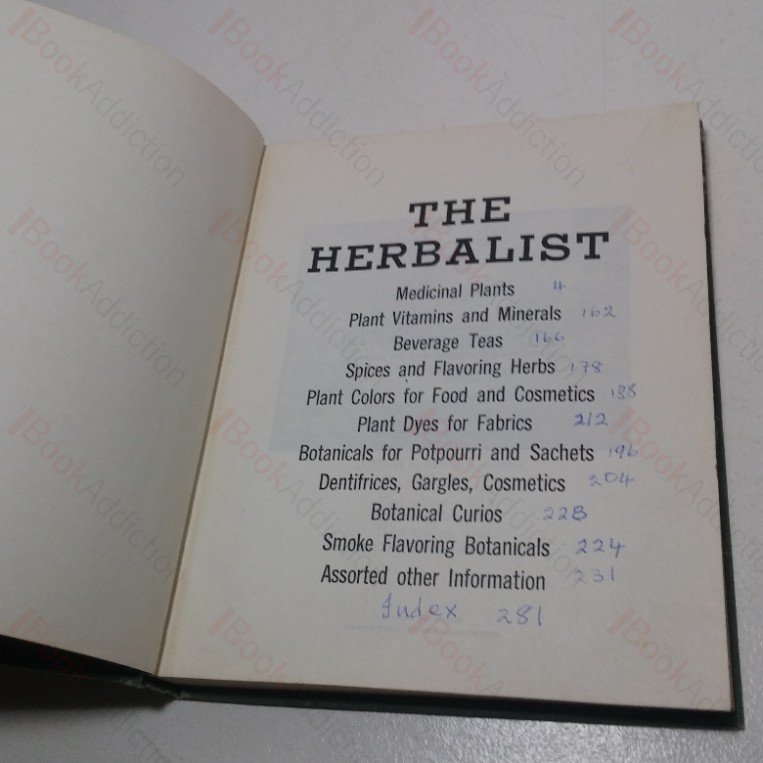 THE
HERBALIST
Medicinal Plants 4
Plant Vitamins and Minerals 162
Beverage Teas 166
Spices and Flavoring Herbs 178
Plant Colors for Food and Cosmetics 188
Plant Dyes for Fabrics 212
Botanicals for Potpourri and Sachets 196
Dentifrices, Gargles, Cosmetics 204
Botanical Curios 228
Smoke Flavoring Botanicals 224
Assorted other Information 231
Index 281
BookAddiction